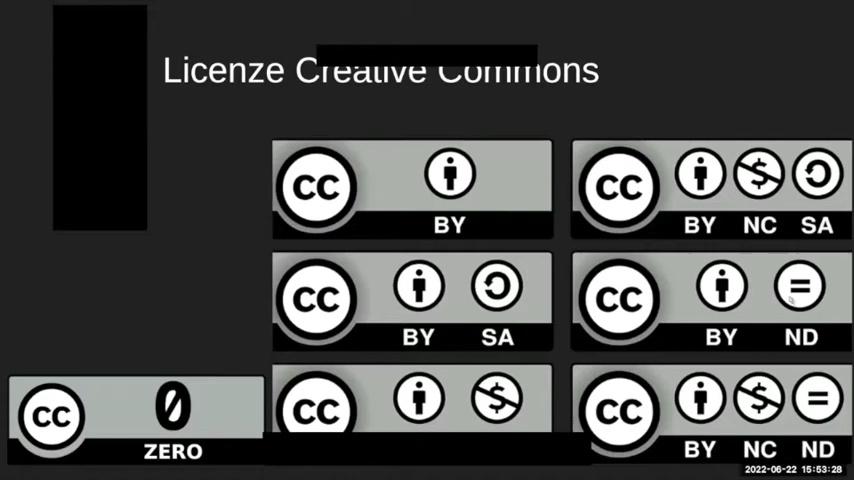 Licenze Creative Commons
CC BY
CC BY NC SA
CC BY SA
CC BY ND
CC 0 ZERO
CC
CC BY NC ND
2022-06-22 15:53:28